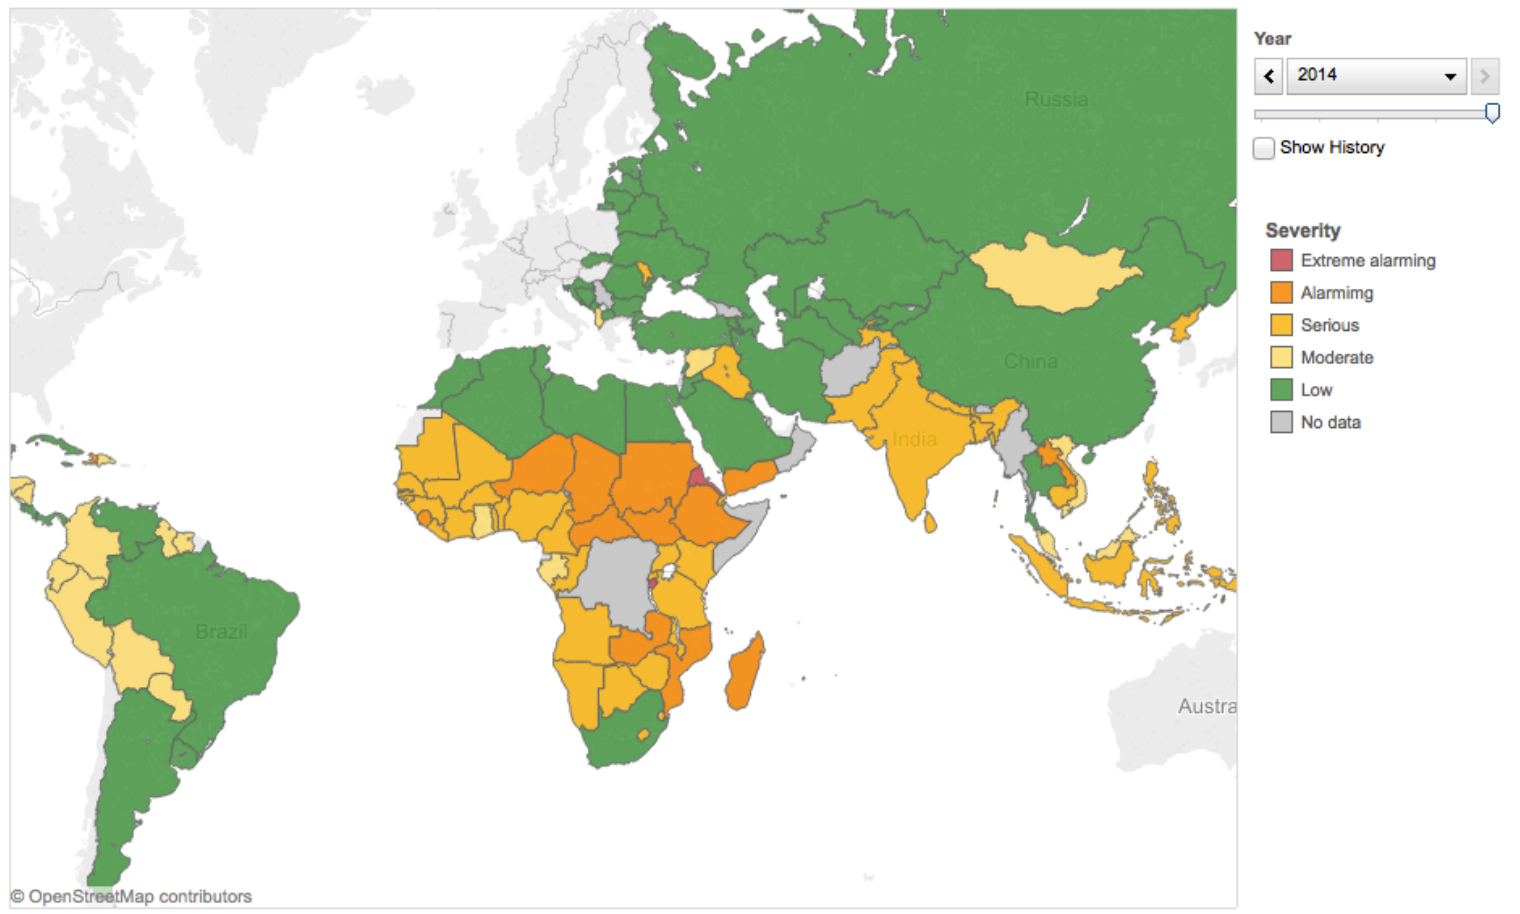 Year
2014
Show History
Severity
Extreme alarming
Alarmimg
Serious
Moderate
Low
No data
Russia
China
India
Brazil
Austra
© OpenStreetMap contributors